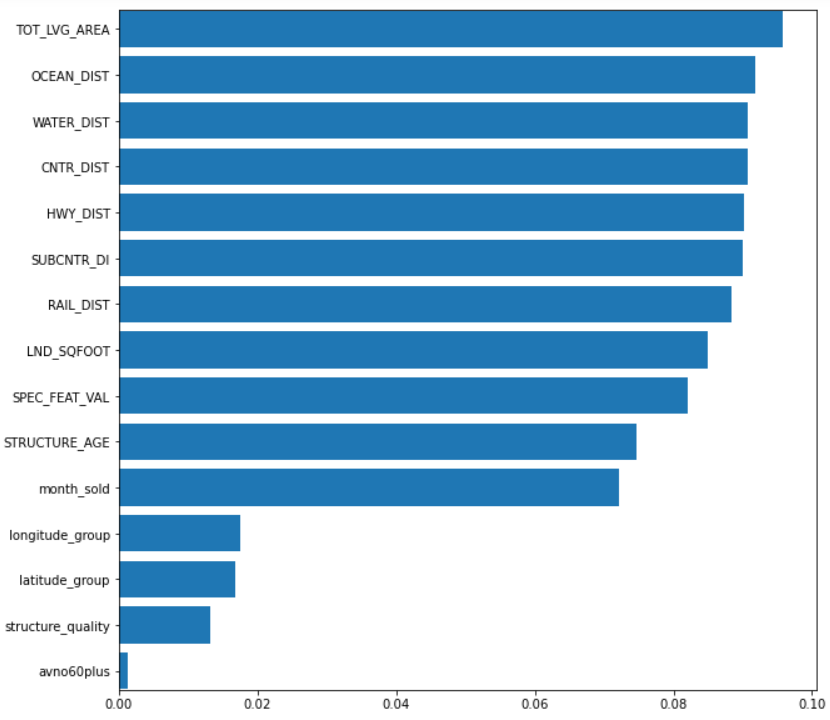 TOT_LVG_AREA
OCEAN_DIST
WATER_DIST
CNTR_DIST
HWY_DIST
SUBCNTR_DI
RAIL_DIST
LND_SQFOOT
SPEC_FEAT_VAL
STRUCTURE_AGE
month_sold
longitude_group
latitude_group
structure_quality
avno60plus
0.00 0.02 0.04 0.06 0.08 0.10